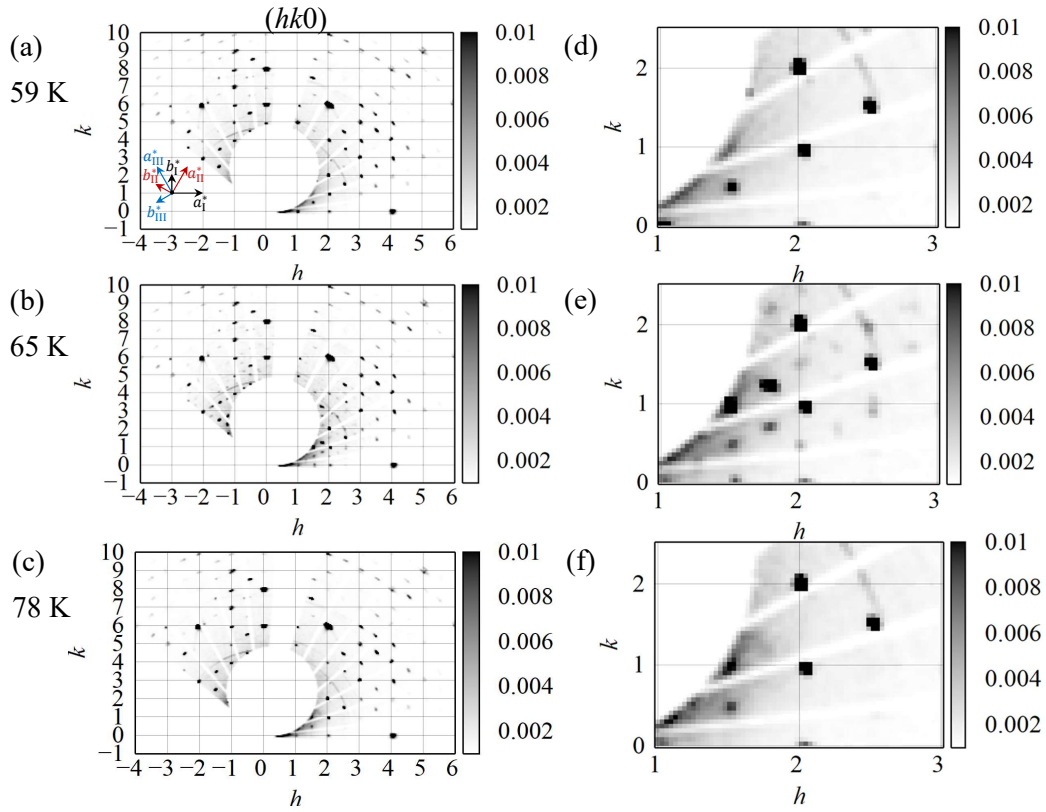 (hk0)
(a)
59 K
k
10
9
8
7
6
5
4
3
2
1
0
−1
−4 −3 −2 −1 0 1 2 3 4 5 6
h
a*III
b*I
b*II
a*II
a*I
b*III
0.01
0.008
0.006
0.004
0.002
(d)
k
2
1
0
1 2 3
h
0.01
0.008
0.006
0.004
0.002
(b)
65 K
k
10
9
8
7
6
5
4
3
2
1
0
−1
−4 −3 −2 −1 0 1 2 3 4 5 6
h
0.01
0.008
0.006
0.004
0.002
(e)
k
2
1
0
1 2 3
h
0.01
0.008
0.006
0.004
0.002
(c)
78 K
k
10
9
8
7
6
5
4
3
2
1
0
−1
−4 −3 −2 −1 0 1 2 3 4 5 6
h
0.01
0.008
0.006
0.004
0.002
(f)
k
2
1
0
1 2 3
h
0.01
0.008
0.006
0.004
0.002